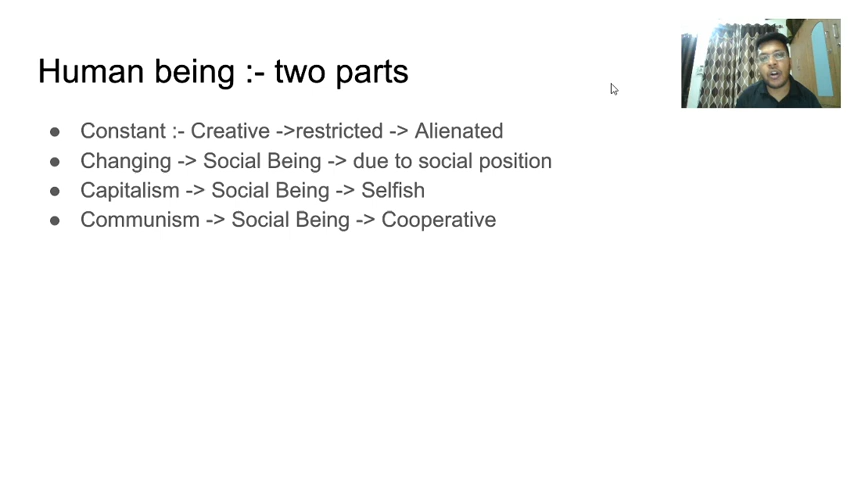 Human being :- two parts
● Constant :- Creative ->restricted -> Alienated
● Changing -> Social Being -> due to social position
● Capitalism -> Social Being -> Selfish
● Communism -> Social Being -> Cooperative